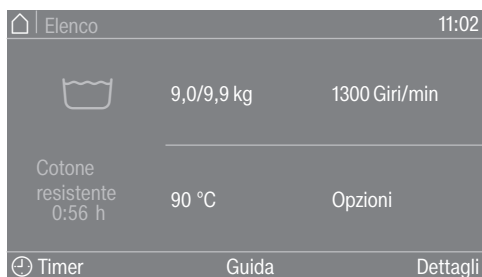 Elenco 11:02
9,0/9,9 kg 1300 Giri/min
Cotone
resistente
0:56 h
90 °C Opzioni
Timer Guida Dettagli